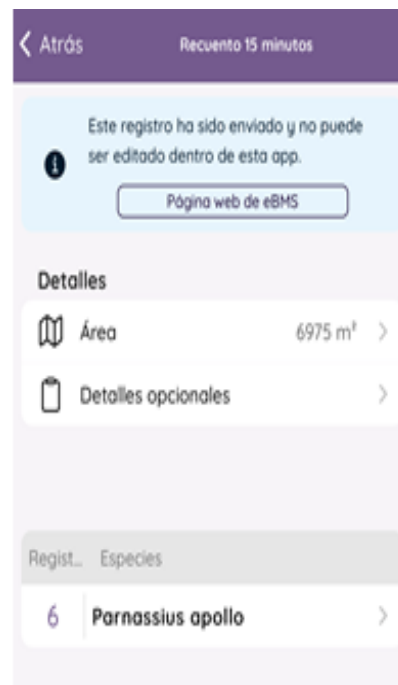 Atrás
Recuento 15 minutos
Este registro ha sido enviado y no puede
ser editado dentro de esta app.
Página web de eBMS
Detalles
Área 6975 m²
Detalles opcionales
Regist... Especies
6 Parnassius apollo